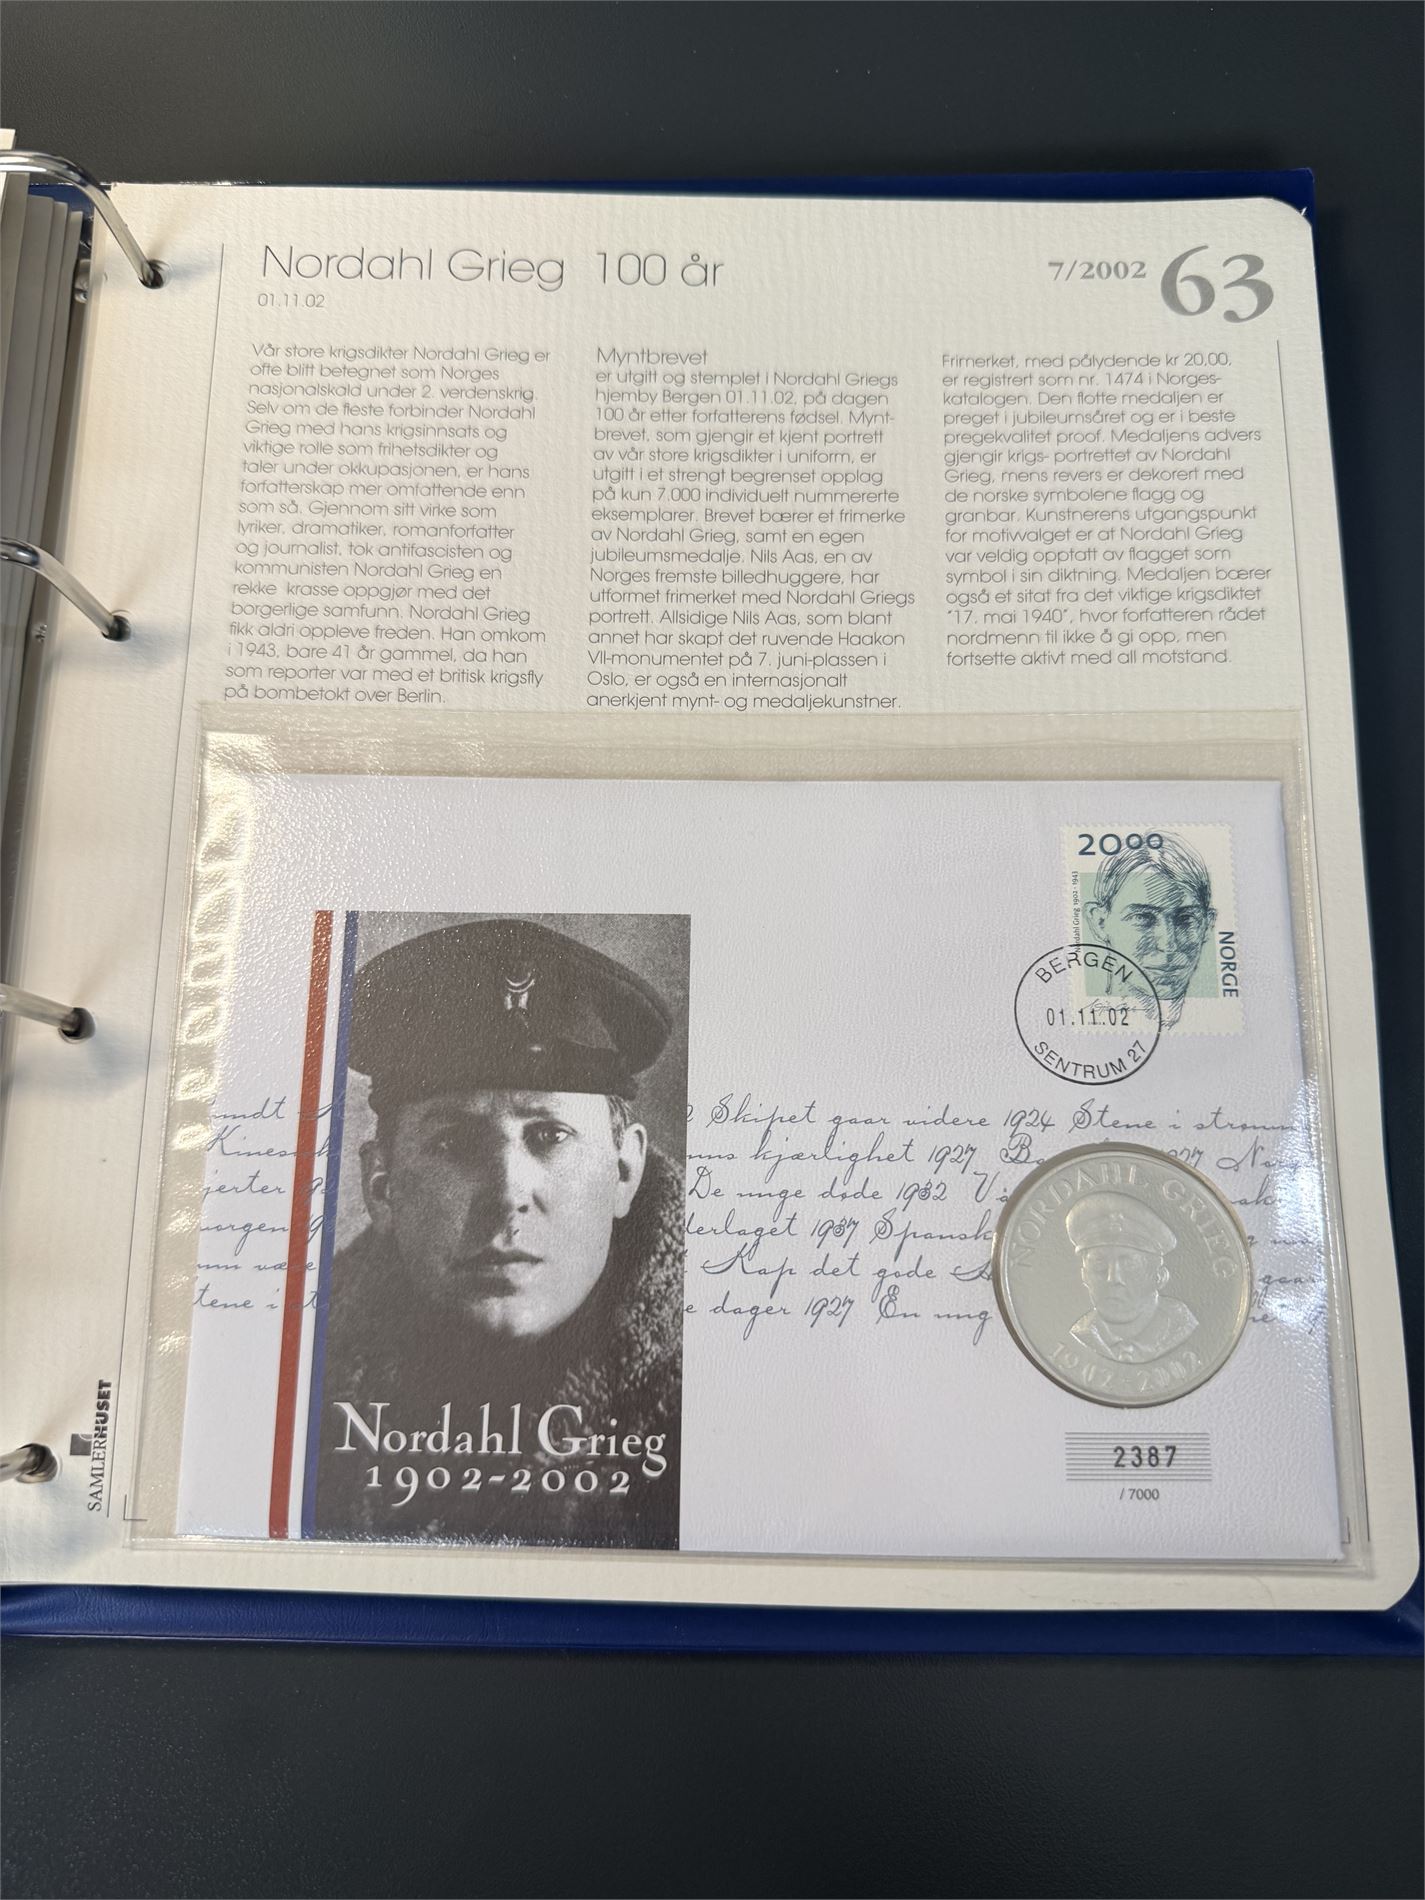 Nordahl Grieg 100 år
01.11.02
7/2002 63
Vår store krigsdikter Nordahl Grieg er
ofte blitt betegnet som Norges
nasjonalskald under 2. verdenskrig.
Selv om de fleste forbinder Nordahl
Grieg med hans krigsinnsats og
viktige rolle som frihetsdikter og
taler under okkupasjonen, er hans
forfatterskap mer omfattende enn
som så. Gjennom sitt virke som
lyriker, dramatiker, romanforfatter
og journalist, tok antifascisten og
kommunisten Nordahl Grieg en
rekke krasse oppgjør med det
borgerlige samfunn. Nordahl Grieg
fikk aldri oppleve freden. Han omkom
i 1943, bare 41 år gammel, da han
som reporter var med et britisk krigsfly
på bombetokt over Berlin.
Myntbrevet
er utgitt og stemplet i Nordahl Griegs
hjemby Bergen 01.11.02, på dagen
100 år etter forfatterens fødsel. Mynt-
brevet, som gjengir et kjent portrett
av vår store krigsdikter i uniform, er
utgitt i et strengt begrenset opplag
på kun 7.000 individuelt nummererte
eksemplarer. Brevet bærer et frimerke
av Nordahl Grieg, samt en egen
jubileumsmedalje. Nils Aas, en av
Norges fremste billedhuggere, har
utformet frimerket med Nordahl Griegs
portrett. Allsidige Nils Aas, som blant
annet har skapt det ruvende Haakon
VII-monumentet på 7. juni-plassen i
Oslo, er også en internasjonalt
anerkjent mynt- og medaljekunstner.
Frimerket, med pålydende kr 20,00,
er registrert som nr. 1474 i Norges-
katalogen. Den flotte medaljen er
preget i jubileumsåret og er i beste
pregekvalitet proof. Medaljens advers
gjengir krigs- portrettet av Nordahl
Grieg, mens revers er dekorert med
de norske symbolene flagg og
granbar. Kunstnerens utgangspunkt
for motivvalget er at Nordahl Grieg
var veldig opptatt av flagget som
symbol i sin diktning. Medaljen bærer
også et sitat fra det viktige krigsdiktet
"17. mai 1940", hvor forfatteren rådet
nordmenn til ikke å gi opp, men
fortsette aktivt med all motstand.
2000
Nordahl Grieg 1902-1943
NORGE
BERGEN
01.11.02
SENTRUM 27
Skipet gaar videre 1924 Stene i strømm
kjærlighet 1927
De unge døde 1932
1937 Spansk
Kap det gode
dager 1927 En ung
NORDAHL GRIEG
1902-2002
Nordahl Grieg
1902-2002
2387
/ 7000
SAMLERHUSET